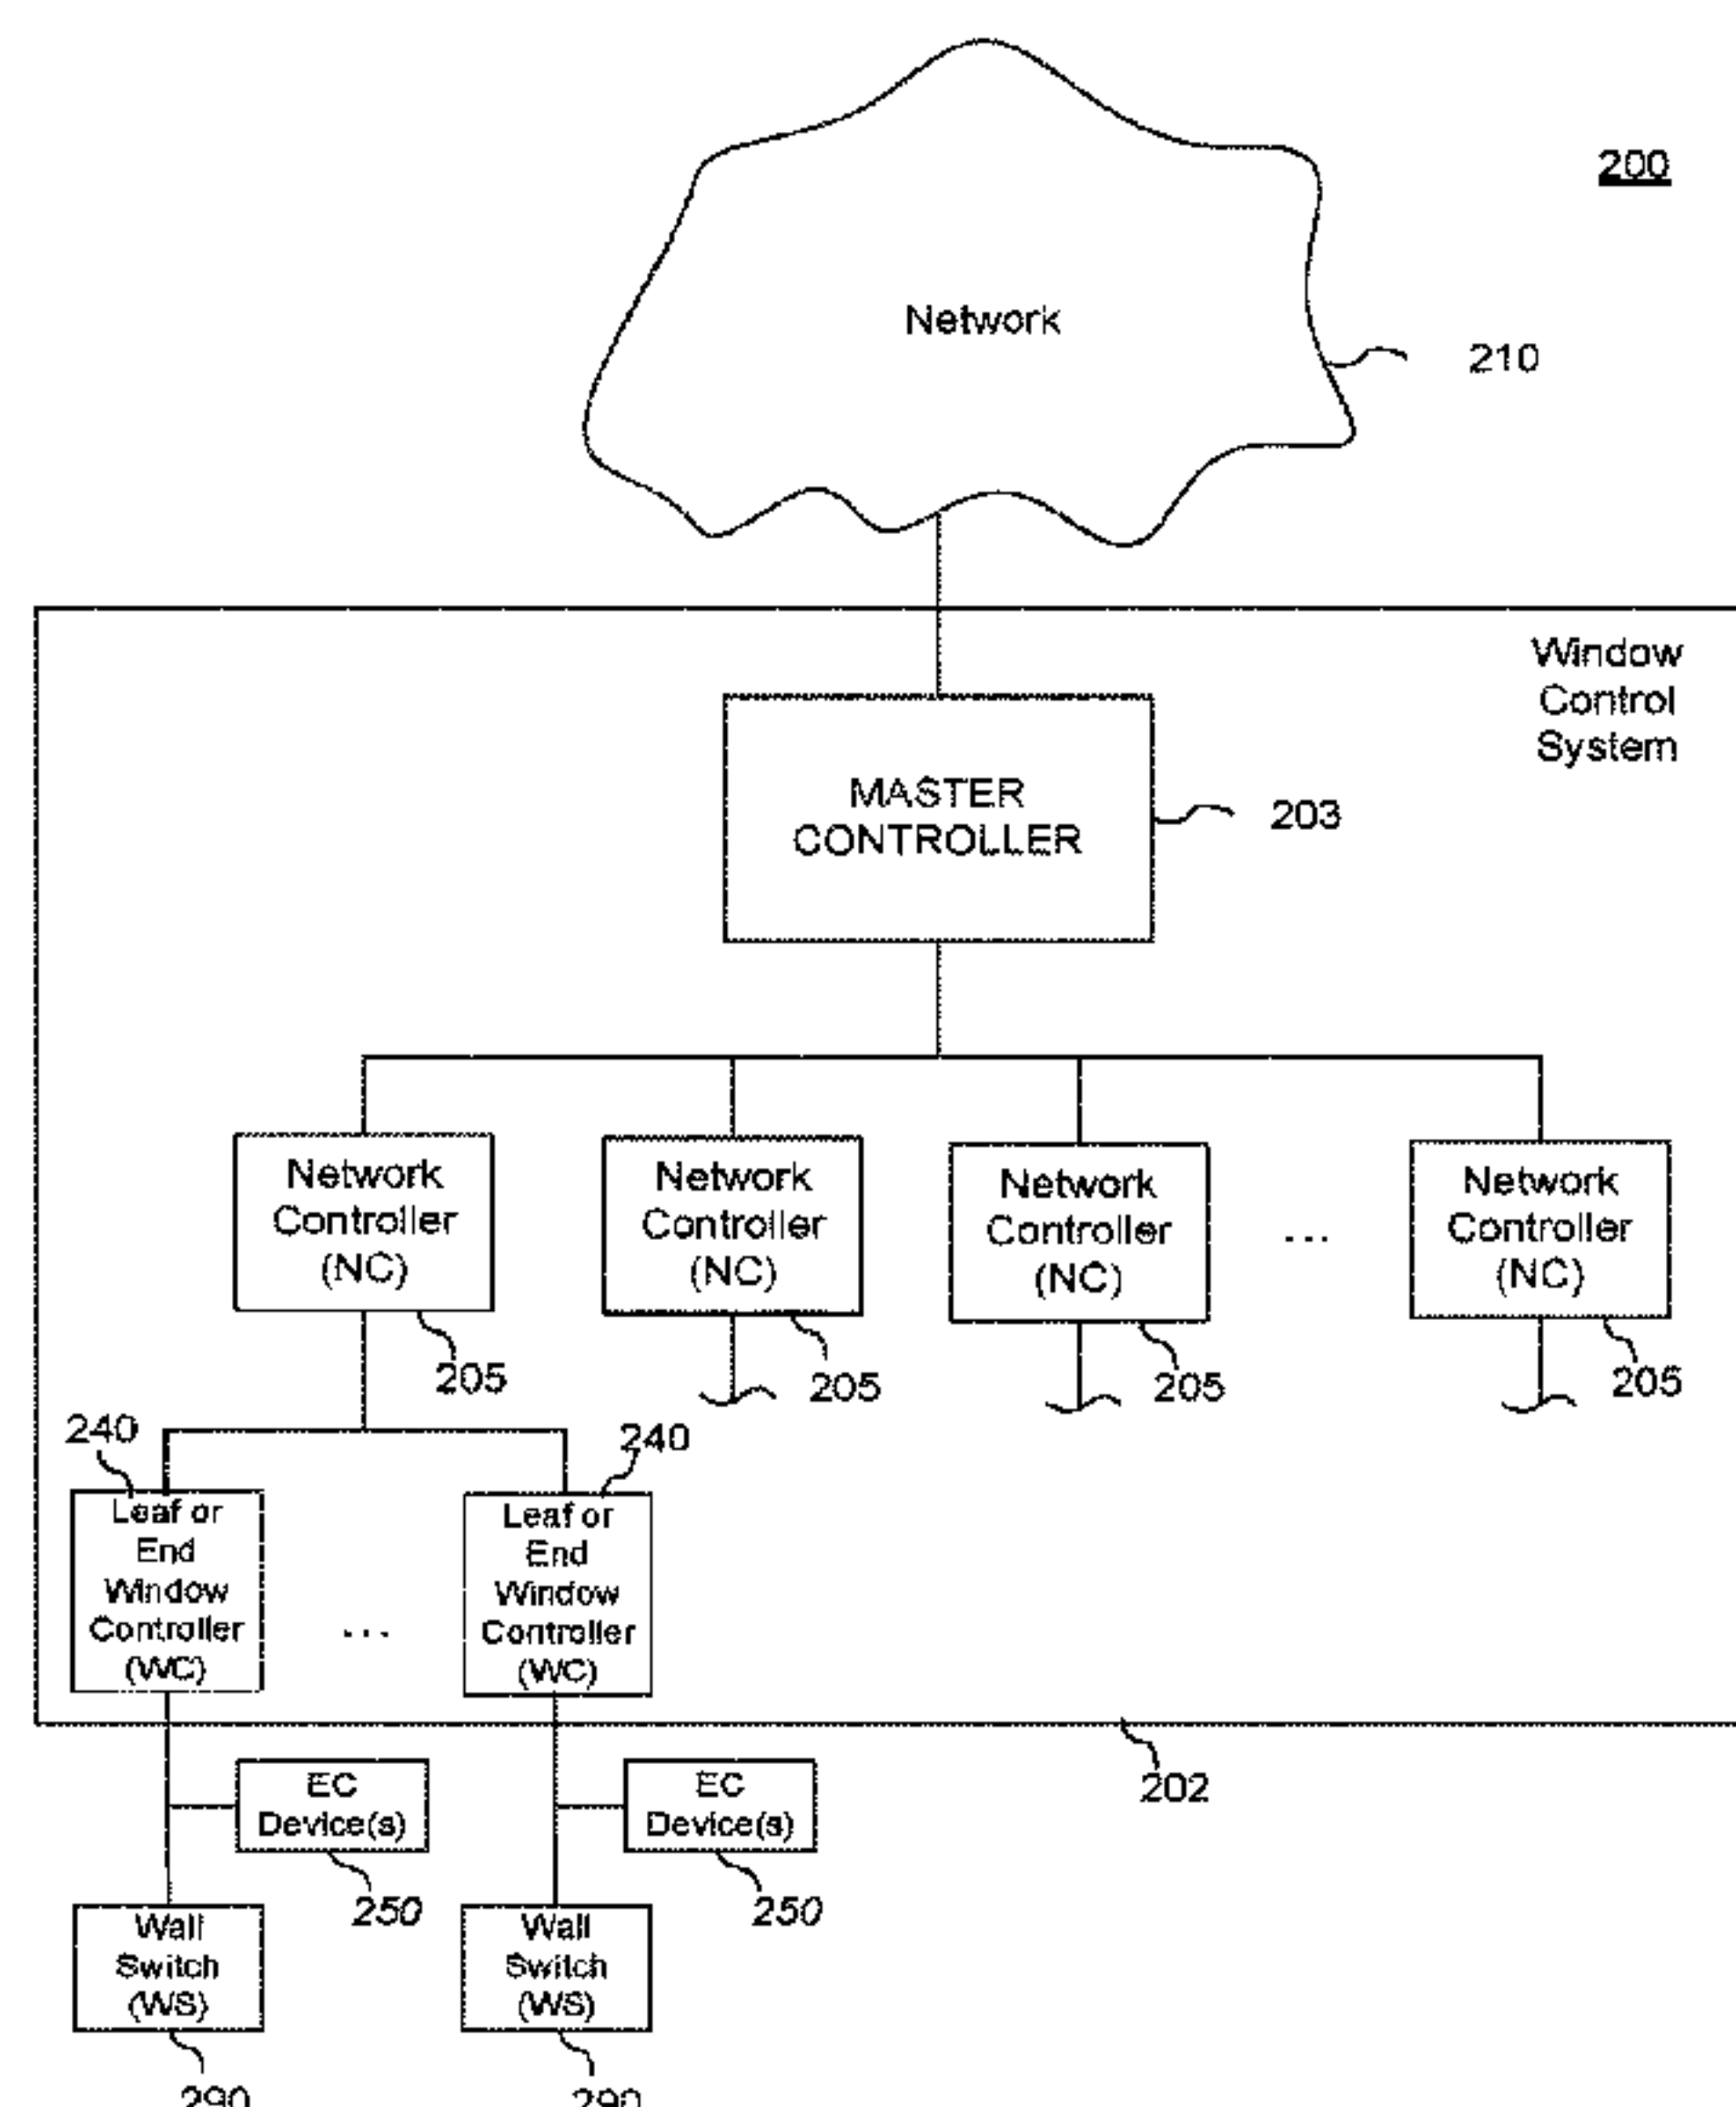 200
Network
210
Window
Control
System
MASTER
CONTROLLER
203
Network
Controller
(NC)
205
Network
Controller
(NC)
205
Network
Controller
(NC)
205
...
Network
Controller
(NC)
205
240
Leaf or
End
Window
Controller
(WC)
...
240
Leaf or
End
Window
Controller
(WC)
202
EC
Device(s)
250
EC
Device(s)
250
Wall
Switch
(WS)
290
Wall
Switch
(WS)
290